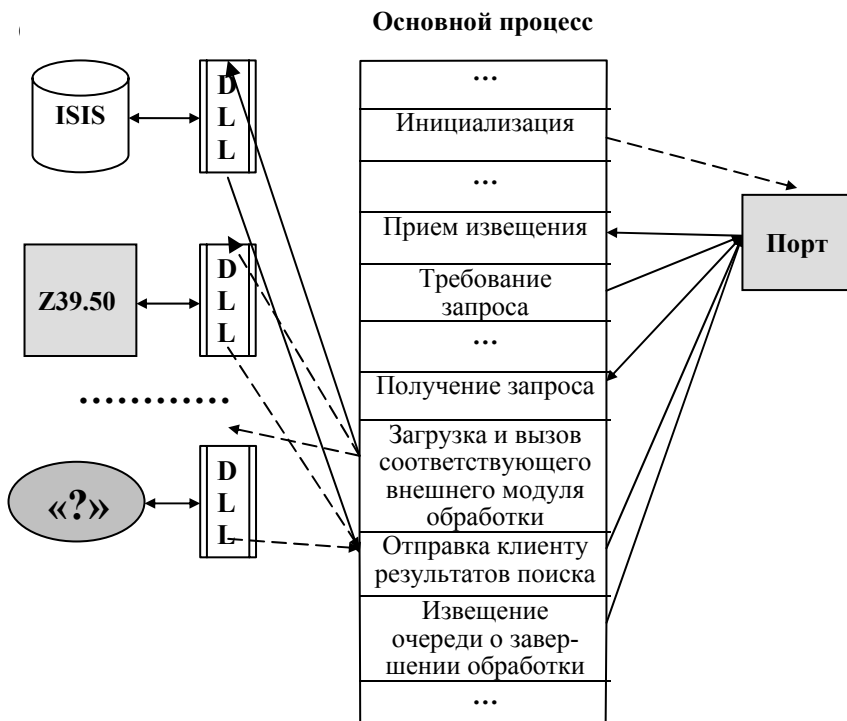 Основной процесс
ISIS
D
L
L
Z39.50
D
L
L
…………
«?»
D
L
L
...
Инициализация
...
Прием извещения
Требование
запроса
...
Получение запроса
Загрузка и вызов
соответствующего
внешнего модуля
обработки
Отправка клиенту
результатов поиска
Извещение
очереди о завер-
шении обработки
...
Порт